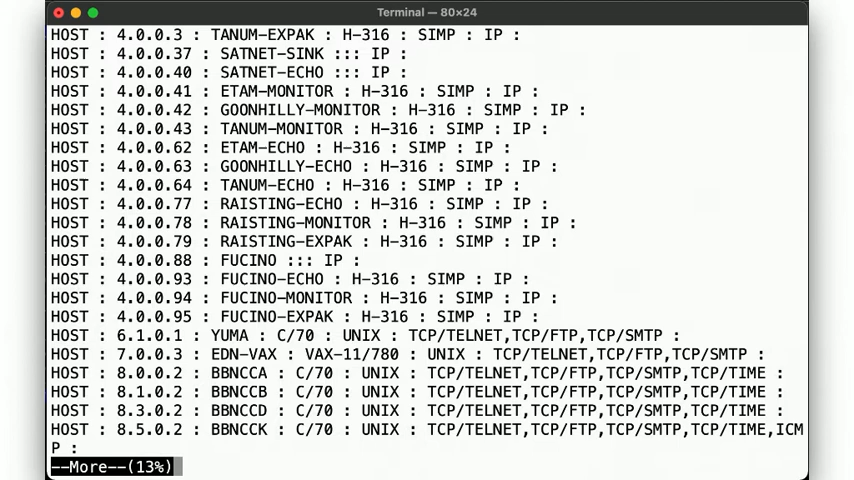 Terminal — 80×24
HOST : 4.0.0.3 : TANUM-EXPAK : H-316 : SIMP : IP :
HOST : 4.0.0.37 : SATNET-SINK ::: IP :
HOST : 4.0.0.40 : SATNET-ECHO ::: IP :
HOST : 4.0.0.41 : ETAM-MONITOR : H-316 : SIMP : IP :
HOST : 4.0.0.42 : GOONHILLY-MONITOR : H-316 : SIMP : IP :
HOST : 4.0.0.43 : TANUM-MONITOR : H-316 : SIMP : IP :
HOST : 4.0.0.62 : ETAM-ECHO : H-316 : SIMP : IP :
HOST : 4.0.0.63 : GOONHILLY-ECHO : H-316 : SIMP : IP :
HOST : 4.0.0.64 : TANUM-ECHO : H-316 : SIMP : IP :
HOST : 4.0.0.77 : RAISTING-ECHO : H-316 : SIMP : IP :
HOST : 4.0.0.78 : RAISTING-MONITOR : H-316 : SIMP : IP :
HOST : 4.0.0.79 : RAISTING-EXPAK : H-316 : SIMP : IP :
HOST : 4.0.0.88 : FUCINO ::: IP :
HOST : 4.0.0.93 : FUCINO-ECHO : H-316 : SIMP : IP :
HOST : 4.0.0.94 : FUCINO-MONITOR : H-316 : SIMP : IP :
HOST : 4.0.0.95 : FUCINO-EXPAK : H-316 : SIMP : IP :
HOST : 6.1.0.1 : YUMA : C/70 : UNIX : TCP/TELNET,TCP/FTP,TCP/SMTP :
HOST : 7.0.0.3 : EDN-VAX : VAX-11/780 : UNIX : TCP/TELNET,TCP/FTP,TCP/SMTP :
HOST : 8.0.0.2 : BBNCCA : C/70 : UNIX : TCP/TELNET,TCP/FTP,TCP/SMTP,TCP/TIME :
HOST : 8.1.0.2 : BBNCCB : C/70 : UNIX : TCP/TELNET,TCP/FTP,TCP/SMTP,TCP/TIME :
HOST : 8.3.0.2 : BBNCCD : C/70 : UNIX : TCP/TELNET,TCP/FTP,TCP/SMTP,TCP/TIME :
HOST : 8.5.0.2 : BBNCCK : C/70 : UNIX : TCP/TELNET,TCP/FTP,TCP/SMTP,TCP/TIME,ICM
P :
--More--(13%)